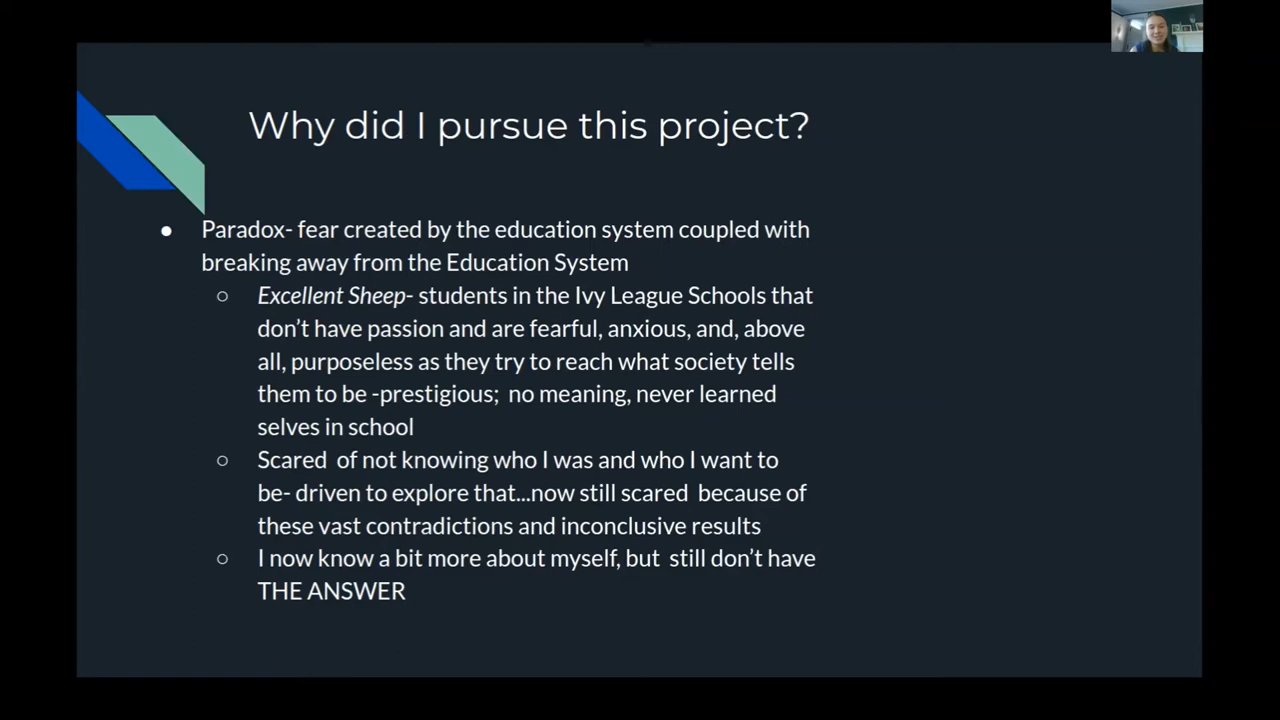 Why did I pursue this project?
● Paradox- fear created by the education system coupled with
breaking away from the Education System
○ Excellent Sheep- students in the Ivy League Schools that
don't have passion and are fearful, anxious, and, above
all, purposeless as they try to reach what society tells
them to be -prestigious;  no meaning, never learned
selves in school
○ Scared  of not knowing who I was and who I want to
be- driven to explore that...now still scared  because of
these vast contradictions and inconclusive results
○ I now know a bit more about myself, but  still don't have
THE ANSWER